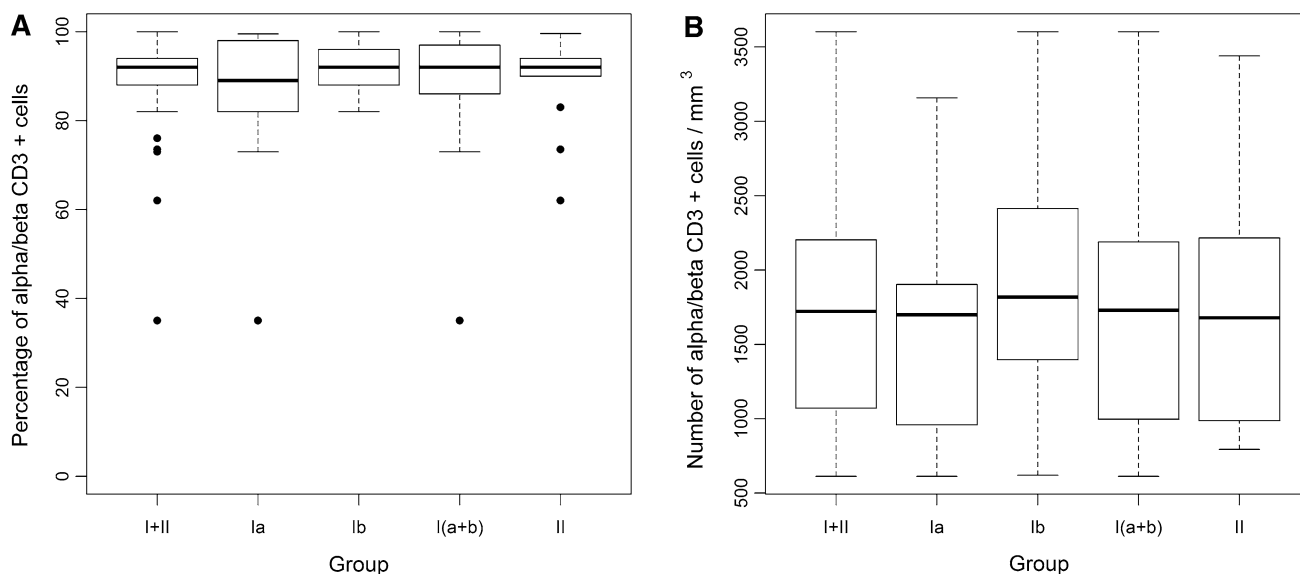 A
Percentage of alpha/beta CD3 + cells
100
80
60
40
20
0
I+II Ia Ib I(a+b) II
Group
B
Number of alpha/beta CD3 + cells / mm 3
3500
3000
2500
2000
1500
1000
500
I+II Ia Ib I(a+b) II
Group